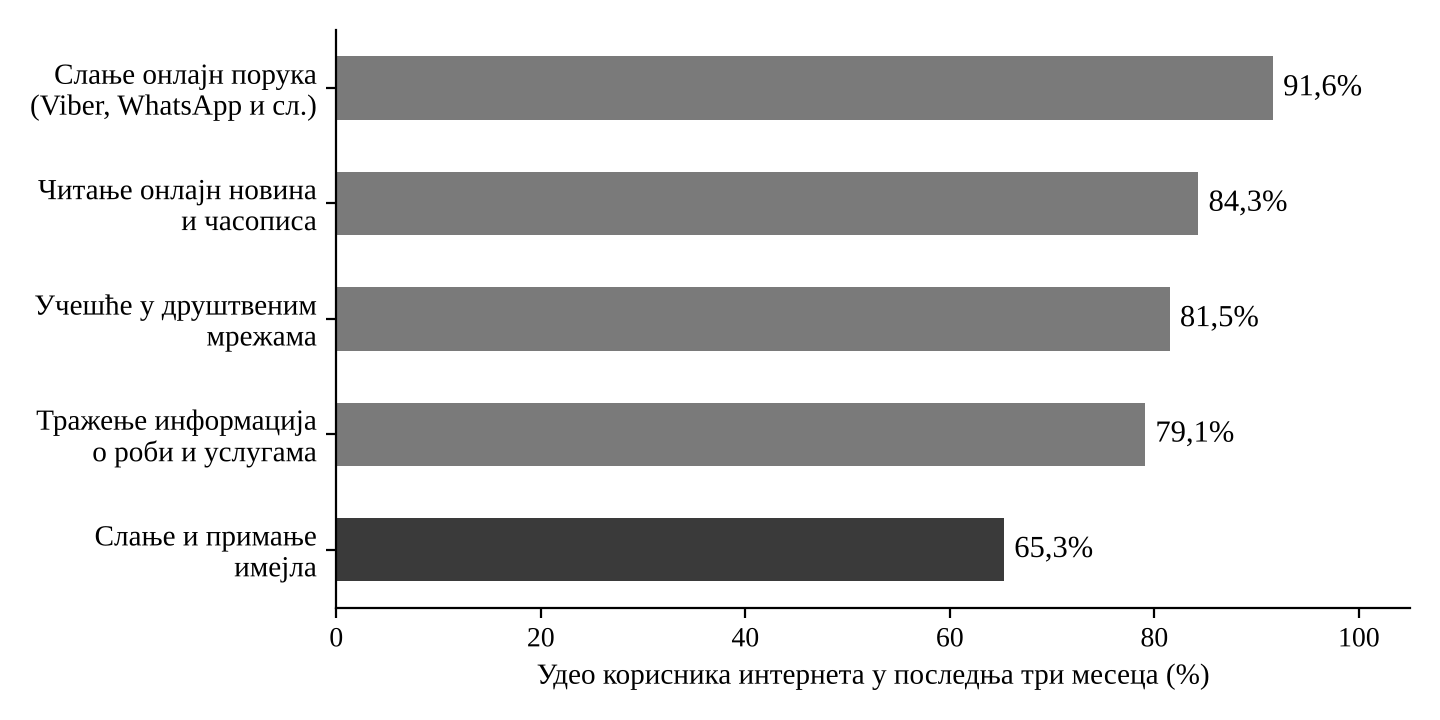 Слање онлајн порука
(Viber, WhatsApp и сл.)
91,6%
Читање онлајн новина
и часописа
84,3%
Учешће у друштвеним
мрежама
81,5%
Тражење информација
о роби и услугама
79,1%
Слање и примање
имејла
65,3%
0 20 40 60 80 100
Удео корисника интернета у последња три месеца (%)